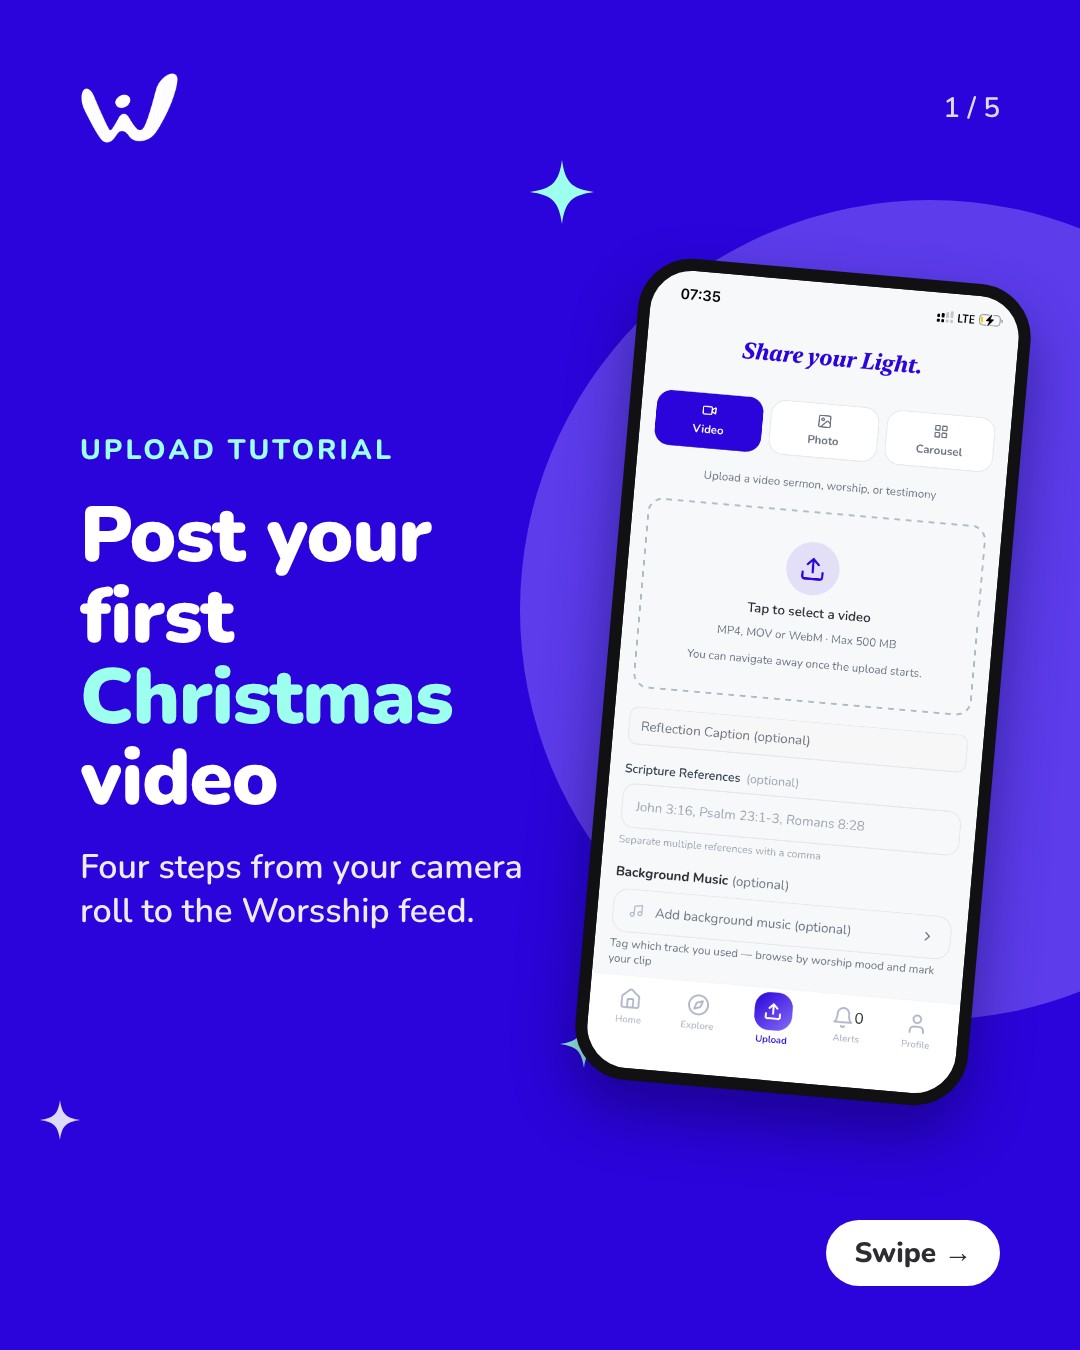 1 / 5
UPLOAD TUTORIAL
Post your
first
Christmas
video
Four steps from your camera
roll to the Worsship feed.
07:35
LTE
Share your Light.
Video
Photo
Carousel
Upload a video sermon, worship, or testimony
Tap to select a video
MP4, MOV or WebM · Max 500 MB
You can navigate away once the upload starts.
Reflection Caption (optional)
Scripture References (optional)
John 3:16, Psalm 23:1-3, Romans 8:28
Separate multiple references with a comma
Background Music (optional)
Add background music (optional)
Tag which track you used — browse by worship mood and mark
your clip
Home
Explore
Upload
0
Alerts
Profile
Swipe →